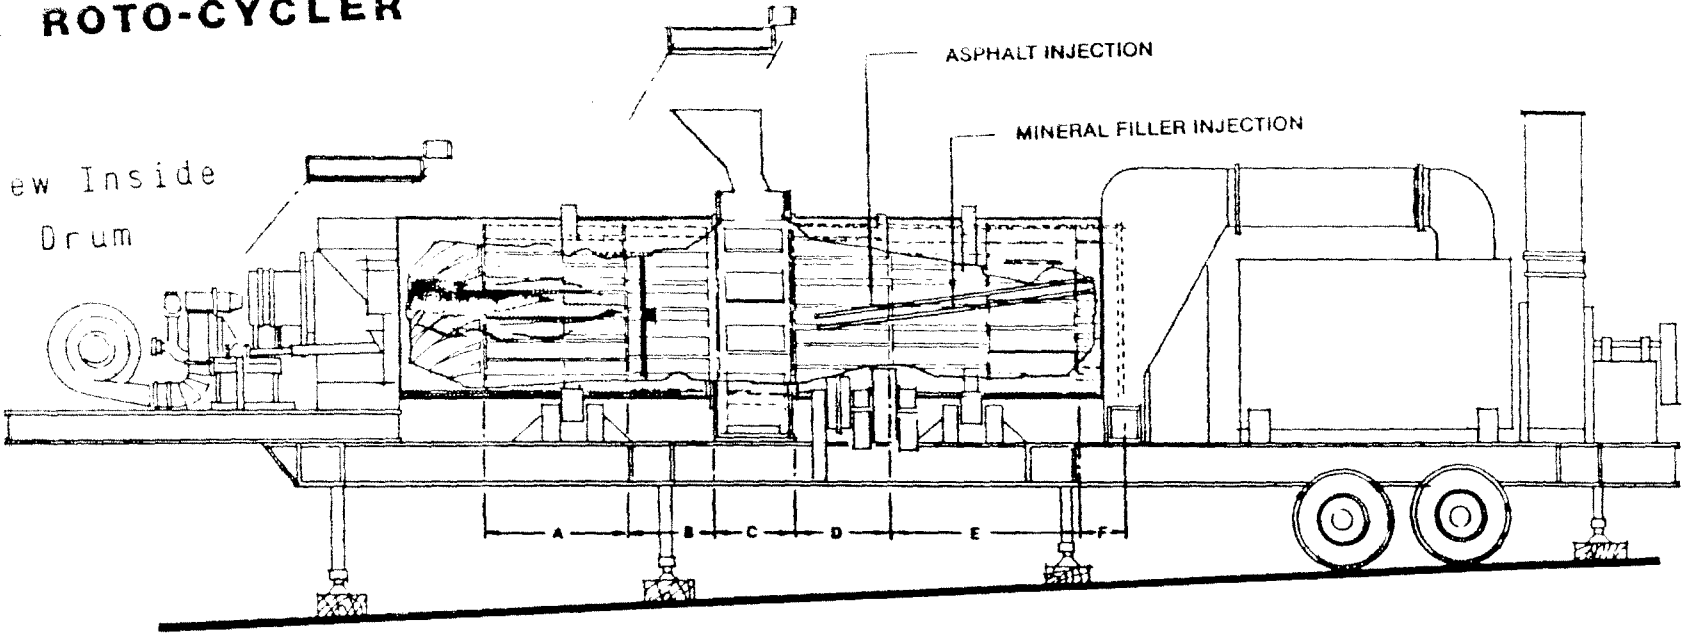 ROTO-CYCLER
ASPHALT INJECTION
MINERAL FILLER INJECTION
ew Inside
Drum
A B C D E F